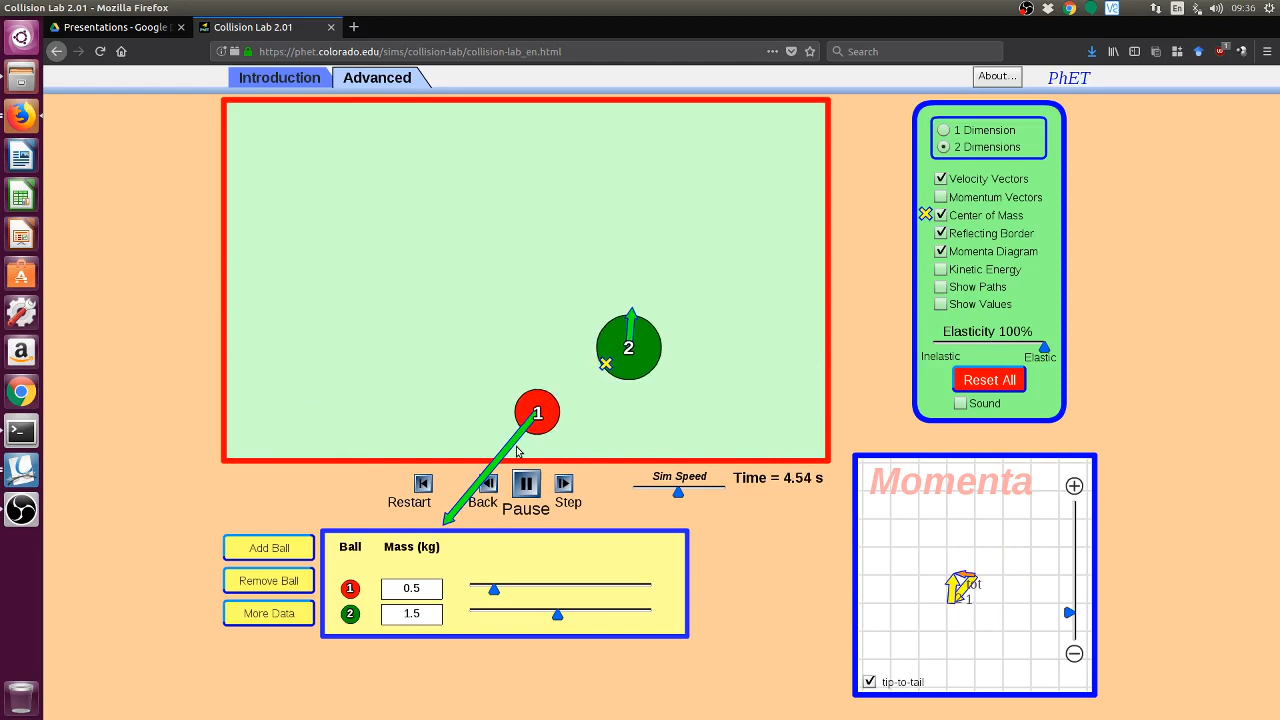 Collision Lab 2.01 - Mozilla Firefox
En
09:36
Presentations - Google
Collision Lab 2.01
https://phet.colorado.edu/sims/collision-lab/collision-lab_en.html
Search
Introduction
Advanced
About...
PhET
1 Dimension
2 Dimensions
Velocity Vectors
Momentum Vectors
Center of Mass
Reflecting Border
Momenta Diagram
Kinetic Energy
Show Paths
Show Values
Elasticity 100%
Inelastic
Elastic
Reset All
Sound
2
1
Restart
Back
Pause
Step
Sim Speed
Time = 4.54 s
Add Ball
Remove Ball
More Data
Ball
Mass (kg)
1
0.5
2
1.5
Momenta
tot
1
tip-to-tail